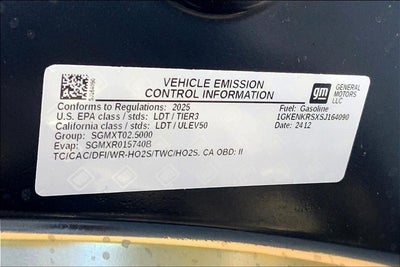 VEHICLE EMISSION
CONTROL INFORMATION
gm GENERAL
MOTORS
LLC
SJ164090
Conforms to Regulations: 2025
Fuel: Gasoline
U.S. EPA class / stds: LDT / TIER3
1GKENKRSXSJ164090
California class / stds: LDT / ULEV50
Date: 2412
Group: SGMXT02.5000
Evap: SGMXR015740B
TC/CAC/DFI/WR-HO2S/TWC/HO2S. CA OBD: II